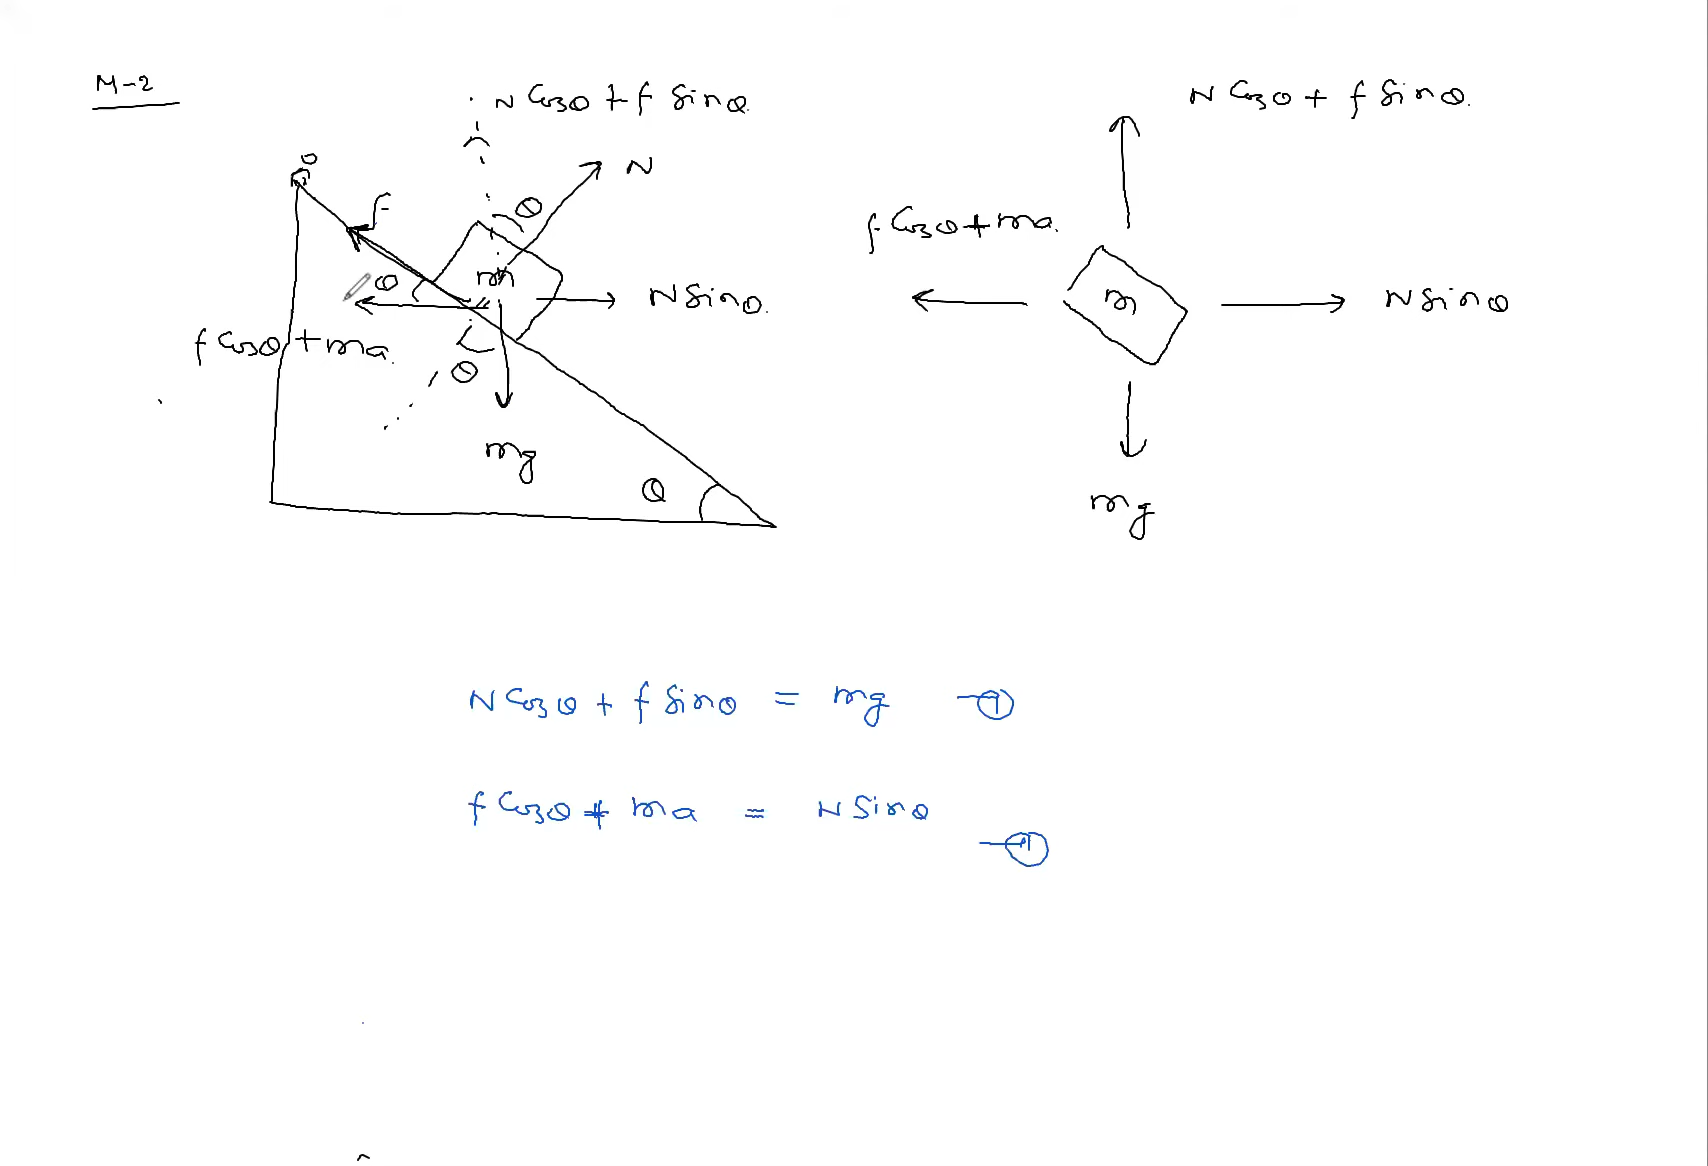 M-2
N Cosθ + f Sinθ
N Cosθ + f Sinθ.
f
θ
N
θ
m
N Sinθ.
f Cosθ + ma.
θ
mg
θ
f Cosθ + ma.
m
N Sinθ
mg
N Cosθ + f Sinθ = mg —①
f Cosθ + ma = N Sinθ —①